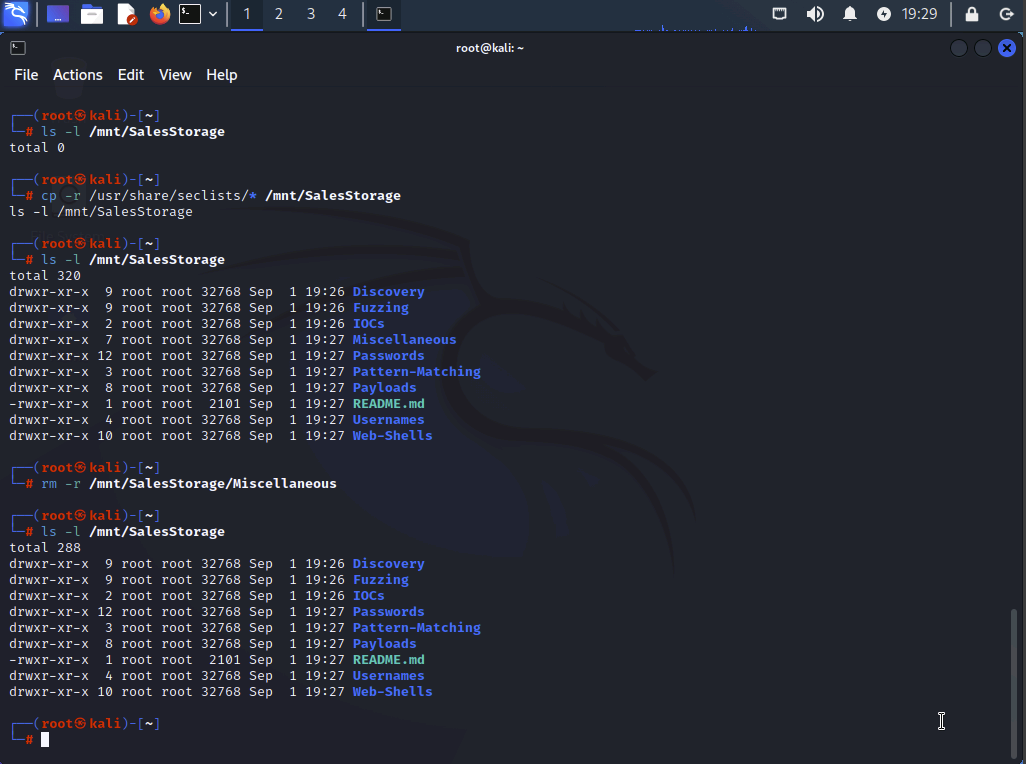 1 2 3 4 19:29
root@kali: ~
File Actions Edit View Help
┌──(root㉿kali)-[~]
└─# ls -l /mnt/SalesStorage
total 0
┌──(root㉿kali)-[~]
└─# cp -r /usr/share/seclists/* /mnt/SalesStorage
ls -l /mnt/SalesStorage
┌──(root㉿kali)-[~]
└─# ls -l /mnt/SalesStorage
total 320
drwxr-xr-x  9 root root 32768 Sep  1 19:26 Discovery
drwxr-xr-x  9 root root 32768 Sep  1 19:26 Fuzzing
drwxr-xr-x  2 root root 32768 Sep  1 19:26 IOCs
drwxr-xr-x  7 root root 32768 Sep  1 19:27 Miscellaneous
drwxr-xr-x 12 root root 32768 Sep  1 19:27 Passwords
drwxr-xr-x  3 root root 32768 Sep  1 19:27 Pattern-Matching
drwxr-xr-x  8 root root 32768 Sep  1 19:27 Payloads
-rwxr-xr-x  1 root root  2101 Sep  1 19:27 README.md
drwxr-xr-x  4 root root 32768 Sep  1 19:27 Usernames
drwxr-xr-x 10 root root 32768 Sep  1 19:27 Web-Shells
┌──(root㉿kali)-[~]
└─# rm -r /mnt/SalesStorage/Miscellaneous
┌──(root㉿kali)-[~]
└─# ls -l /mnt/SalesStorage
total 288
drwxr-xr-x  9 root root 32768 Sep  1 19:26 Discovery
drwxr-xr-x  9 root root 32768 Sep  1 19:26 Fuzzing
drwxr-xr-x  2 root root 32768 Sep  1 19:26 IOCs
drwxr-xr-x 12 root root 32768 Sep  1 19:27 Passwords
drwxr-xr-x  3 root root 32768 Sep  1 19:27 Pattern-Matching
drwxr-xr-x  8 root root 32768 Sep  1 19:27 Payloads
-rwxr-xr-x  1 root root  2101 Sep  1 19:27 README.md
drwxr-xr-x  4 root root 32768 Sep  1 19:27 Usernames
drwxr-xr-x 10 root root 32768 Sep  1 19:27 Web-Shells
┌──(root㉿kali)-[~]
└─#